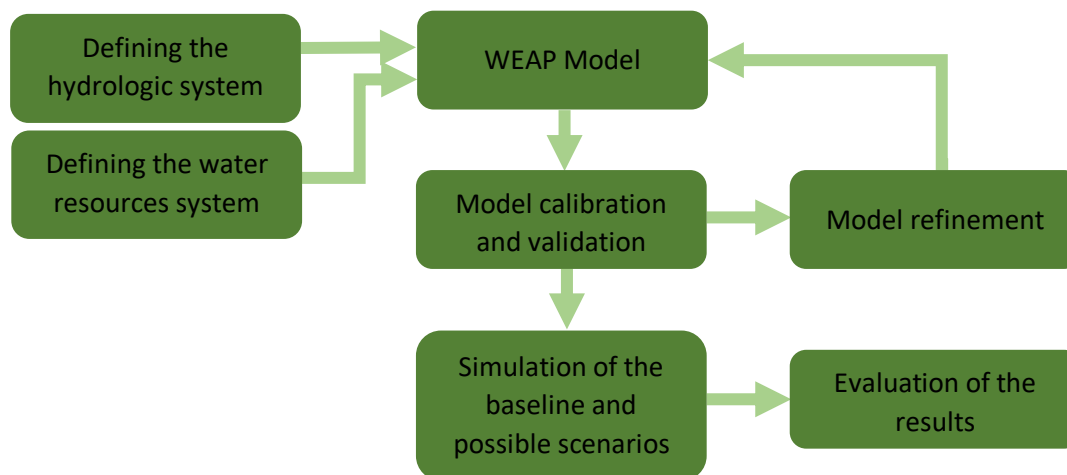 Defining the
hydrologic system
WEAP Model
Defining the water
resources system
Model calibration
and validation
Model refinement
Simulation of the
baseline and
possible scenarios
Evaluation of the
results